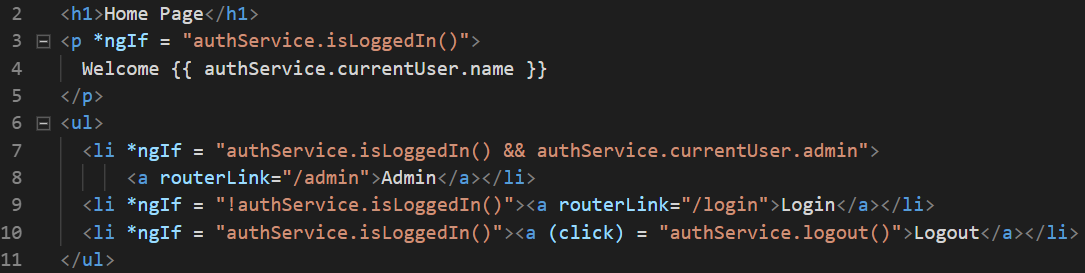 2 <h1>Home Page</h1>
3 <p *ngIf = "authService.isLoggedIn()">
4 Welcome {{ authService.currentUser.name }}
5 </p>
6 <ul>
7 <li *ngIf = "authService.isLoggedIn() && authService.currentUser.admin">
8 <a routerLink="/admin">Admin</a></li>
9 <li *ngIf = "!authService.isLoggedIn()"><a routerLink="/login">Login</a></li>
10 <li *ngIf = "authService.isLoggedIn()"><a (click) = "authService.logout()">Logout</a></li>
11 </ul>